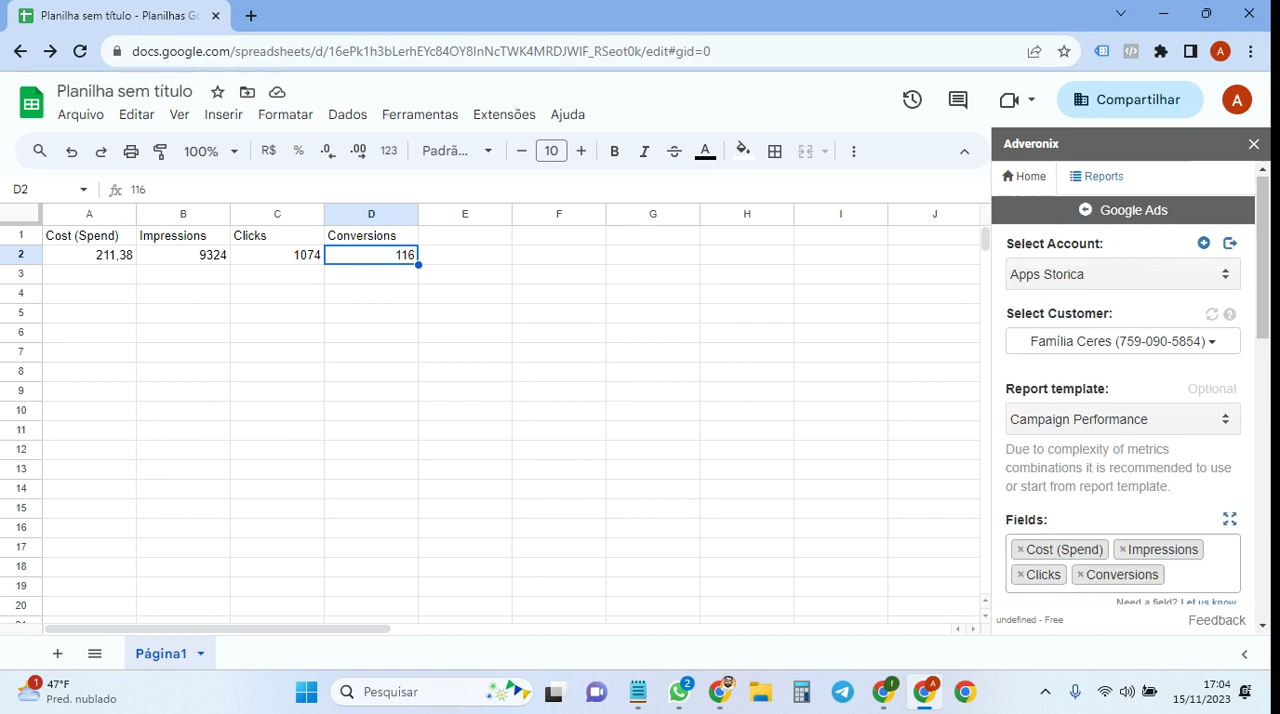 Planilha sem título - Planilhas Go
docs.google.com/spreadsheets/d/16ePk1h3bLerhEYc84OY8InNcTWK4MRDJWIF_RSeot0k/edit#gid=0
A
Planilha sem título
Arquivo Editar Ver Inserir Formatar Dados Ferramentas Extensões Ajuda
Compartilhar
A
100% R$ % .0 .00 123 Padrã... 10 B I S A
D2 fx 116
A B C D E F G H I J
1 Cost (Spend) Impressions Clicks Conversions
2 211,38 9324 1074 116
3
4
5
6
7
8
9
10
11
12
13
14
15
16
17
18
19
20
Adveronix
Home Reports
Google Ads
Select Account:
Apps Storica
Select Customer:
Família Ceres (759-090-5854)
Report template: Optional
Campaign Performance
Due to complexity of metrics
combinations it is recommended to use
or start from report template.
Fields:
× Cost (Spend) × Impressions
× Clicks × Conversions
Need a field? Let us know
undefined - Free Feedback
Página1
1 47°F
Pred. nublado
Pesquisar
2
f
A
17:04
15/11/2023